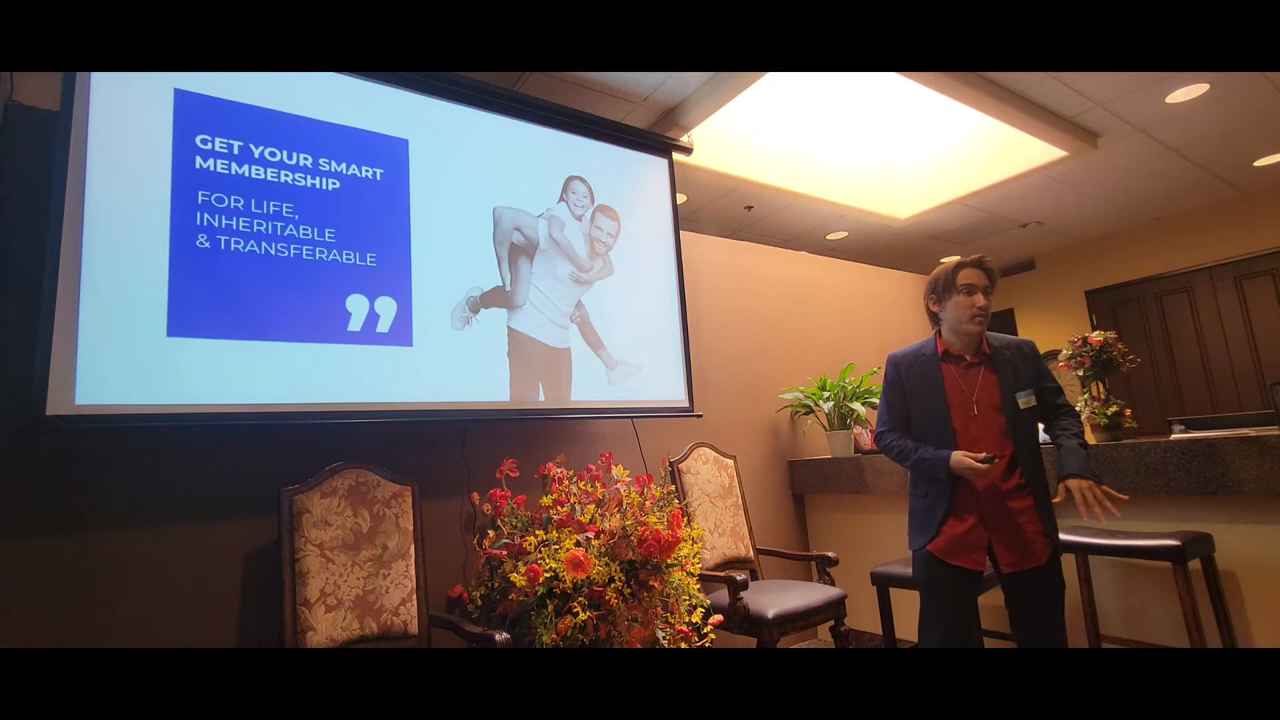 GET YOUR SMART
MEMBERSHIP
FOR LIFE,
INHERITABLE
& TRANSFERABLE
”